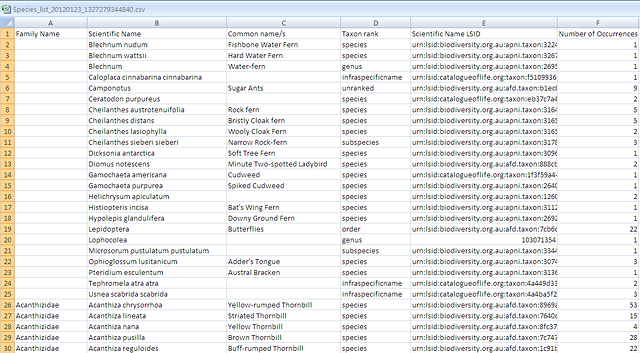 Species_list_20120123_1327279344840.csv
A B C D E F
1 Family Name Scientific Name Common name/s Taxon rank Scientific Name LSID Number of Occurrences
2 Blechnum nudum Fishbone Water Fern species urn:lsid:biodiversity.org.au:apni.taxon:3224 1
3 Blechnum wattsii Hard Water Fern species urn:lsid:biodiversity.org.au:apni.taxon:3267 1
4 Blechnum Water-fern genus urn:lsid:biodiversity.org.au:apni.taxon:2695 1
5 Caloplaca cinnabarina cinnabarina infraspecificname urn:lsid:catalogueoflife.org:taxon:f5109936 1
6 Camponotus Sugar Ants unranked urn:lsid:biodiversity.org.au:afd.taxon:b1ec0 9
7 Ceratodon purpureus species urn:lsid:catalogueoflife.org:taxon:eb37c7a4 2
8 Cheilanthes austrotenuifolia Rock fern species urn:lsid:biodiversity.org.au:apni.taxon:3164 5
9 Cheilanthes distans Bristly Cloak fern species urn:lsid:biodiversity.org.au:apni.taxon:3165 5
10 Cheilanthes lasiophylla Wooly Cloak Fern species urn:lsid:biodiversity.org.au:apni.taxon:3165 1
11 Cheilanthes sieberi sieberi Narrow Rock-fern subspecies urn:lsid:biodiversity.org.au:apni.taxon:3178 3
12 Dicksonia antarctica Soft Tree Fern species urn:lsid:biodiversity.org.au:apni.taxon:3096 1
13 Diomus notescens Minute Two-spotted Ladybird species urn:lsid:biodiversity.org.au:afd.taxon:888cb 2
14 Gamochaeta americana Cudweed species urn:lsid:catalogueoflife.org:taxon:1f3f59a4- 1
15 Gamochaeta purpurea Spiked Cudweed species urn:lsid:biodiversity.org.au:apni.taxon:2640 1
16 Helichrysum apiculatum species urn:lsid:biodiversity.org.au:apni.taxon:1260 2
17 Histiopteris incisa Bat's Wing Fern species urn:lsid:biodiversity.org.au:apni.taxon:3112 1
18 Hypolepis glandulifera Downy Ground Fern species urn:lsid:biodiversity.org.au:apni.taxon:2692 1
19 Lepidoptera Butterflies order urn:lsid:biodiversity.org.au:afd.taxon:7cb6c 22
20 Lophocolea genus 103071354 1
21 Microsorum pustulatum pustulatum subspecies urn:lsid:biodiversity.org.au:apni.taxon:3344 1
22 Ophioglossum lusitanicum Adder's Tongue species urn:lsid:biodiversity.org.au:apni.taxon:3074 3
23 Pteridium esculentum Austral Bracken species urn:lsid:biodiversity.org.au:apni.taxon:3136 1
24 Tephromela atra atra infraspecificname urn:lsid:catalogueoflife.org:taxon:4a449d33 2
25 Usnea scabrida scabrida infraspecificname urn:lsid:catalogueoflife.org:taxon:4a4ba5f2 3
26 Acanthizidae Acanthiza chrysorrhoa Yellow-rumped Thornbill species urn:lsid:biodiversity.org.au:afd.taxon:8969a 53
27 Acanthizidae Acanthiza lineata Striated Thornbill species urn:lsid:biodiversity.org.au:afd.taxon:7640c 15
28 Acanthizidae Acanthiza nana Yellow Thornbill species urn:lsid:biodiversity.org.au:afd.taxon:8fc37 4
29 Acanthizidae Acanthiza pusilla Brown Thornbill species urn:lsid:biodiversity.org.au:afd.taxon:7c747 28
30 Acanthizidae Acanthiza reguloides Buff-rumped Thornbill species urn:lsid:biodiversity.org.au:afd.taxon:1c91b 22